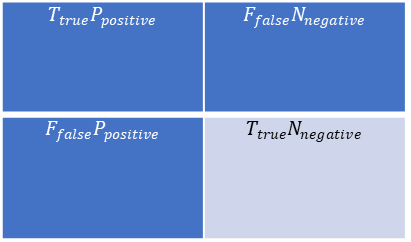 T_true P_positive
F_false N_negative
F_false P_positive
T_true N_negative